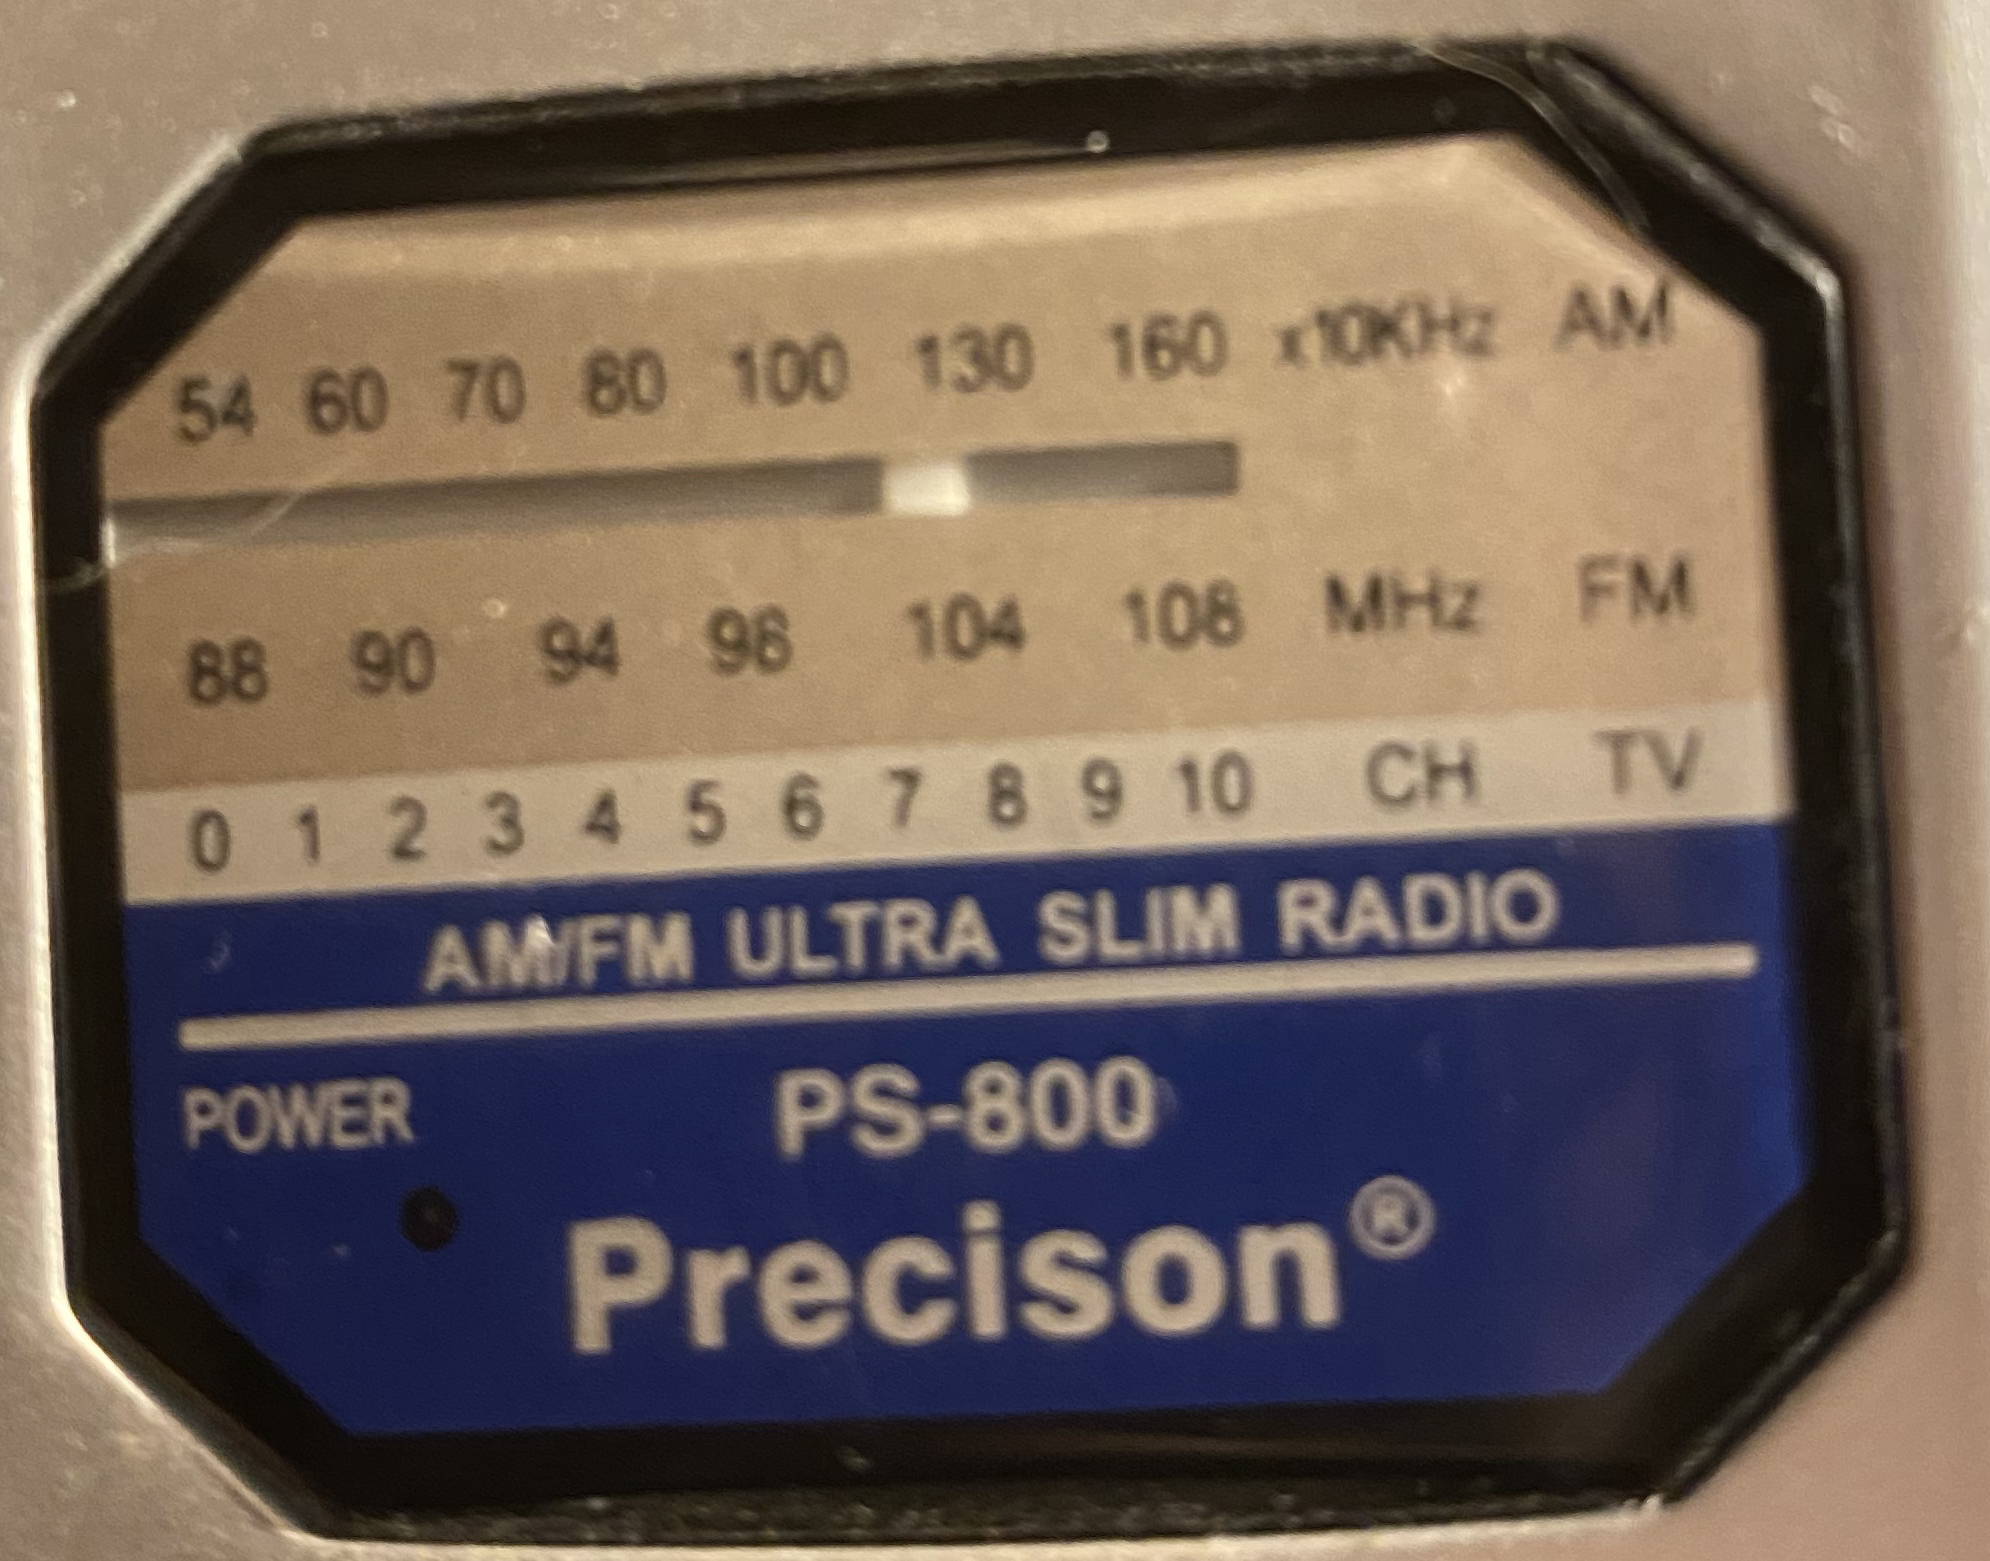 54 60 70 80 100 130 160 x10KHz AM
88 90 94 98 104 108 MHz FM
0 1 2 3 4 5 6 7 8 9 10 CH TV
AM/FM ULTRA SLIM RADIO
POWER PS-800
Precison®